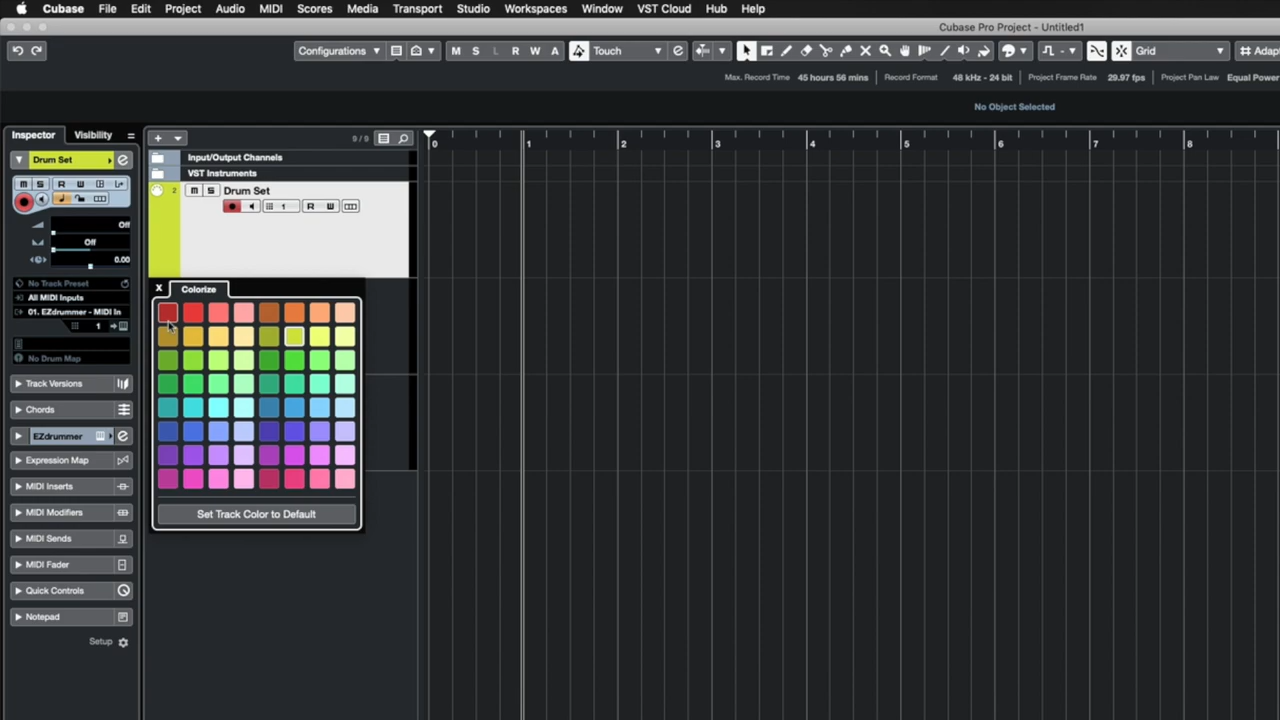 Cubase File Edit Project Audio MIDI Scores Media Transport Studio Workspaces Window VST Cloud Hub Help
Cubase Pro Project - Untitled1
Configurations M S L R W A Touch Grid Adap
Max. Record Time 45 hours 56 mins Record Format 48 kHz - 24 bit Project Frame Rate 29.97 fps Project Pan Law Equal Power
No Object Selected
Inspector Visibility
9 / 9
0 1 2 3 4 5 6 7 8
Drum Set
M S R W
Off
Off
0.00
No Track Preset
All MIDI Inputs
01. EZdrummer - MIDI In
1
No Drum Map
Track Versions
Chords
EZdrummer
Expression Map
MIDI Inserts
MIDI Modifiers
MIDI Sends
MIDI Fader
Quick Controls
Notepad
Setup
Input/Output Channels
VST Instruments
2 M S Drum Set
1 R W
X Colorize
Set Track Color to Default